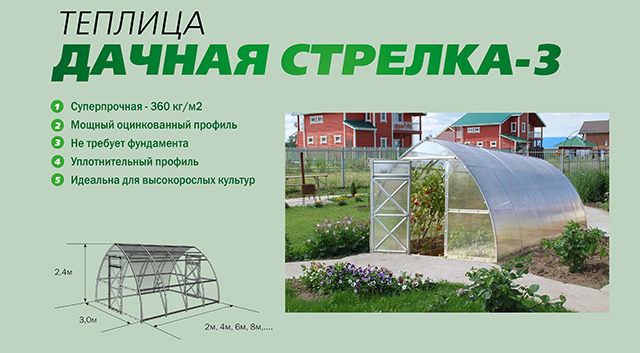 ТЕПЛИЦА
ДАЧНАЯ СТРЕЛКА-3
1 Суперпрочная - 360 кг/м2
2 Мощный оцинкованный профиль
3 Не требует фундамента
4 Уплотнительный профиль
5 Идеальна для высокорослых культур
2,4м
3,0м
2м, 4м, 6м, 8м,....